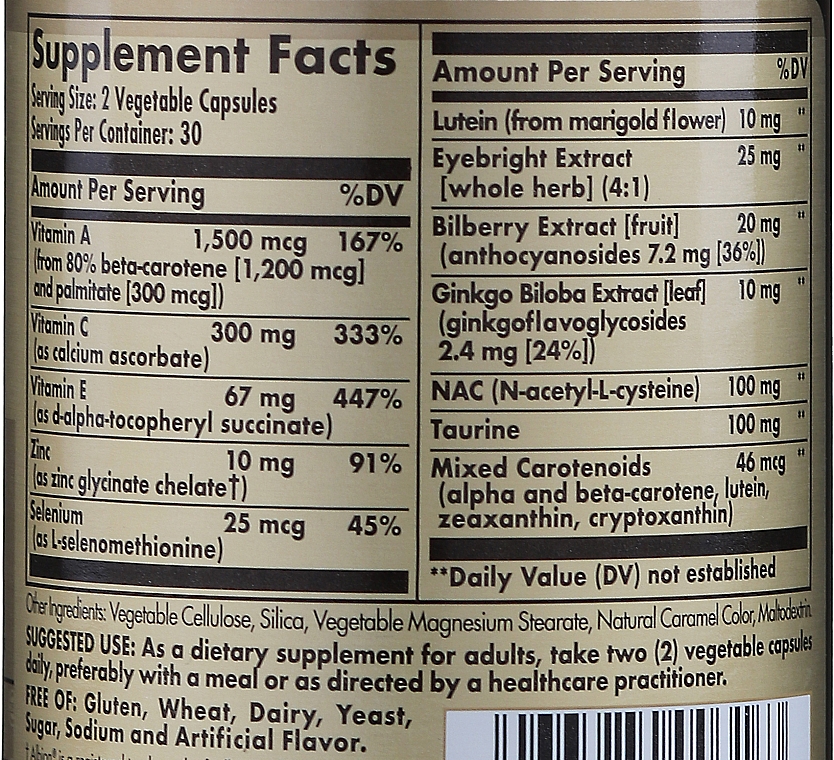 Supplement Facts
Serving Size: 2 Vegetable Capsules
Servings Per Container: 30
Amount Per Serving %DV
Vitamin A 1,500 mcg 167%
(from 80% beta-carotene [1,200 mcg]
and palmitate [300 mcg])
Vitamin C 300 mg 333%
(as calcium ascorbate)
Vitamin E 67 mg 447%
(as d-alpha-tocopheryl succinate)
Zinc 10 mg 91%
(as zinc glycinate chelate†)
Selenium 25 mcg 45%
(as L-selenomethionine)
Amount Per Serving %DV
Lutein (from marigold flower) 10 mg **
Eyebright Extract 25 mg **
[whole herb] (4:1)
Bilberry Extract [fruit] 20 mg **
(anthocyanosides 7.2 mg [36%])
Ginkgo Biloba Extract [leaf] 10 mg **
(ginkgoflavoglycosides
2.4 mg [24%])
NAC (N-acetyl-L-cysteine) 100 mg **
Taurine 100 mg **
Mixed Carotenoids 46 mcg **
(alpha and beta-carotene, lutein,
zeaxanthin, cryptoxanthin)
**Daily Value (DV) not established
Other Ingredients: Vegetable Cellulose, Silica, Vegetable Magnesium Stearate, Natural Caramel Color, Maltodextrin.
SUGGESTED USE: As a dietary supplement for adults, take two (2) vegetable capsules
daily, preferably with a meal or as directed by a healthcare practitioner.
FREE OF: Gluten, Wheat, Dairy, Yeast,
Sugar, Sodium and Artificial Flavor.